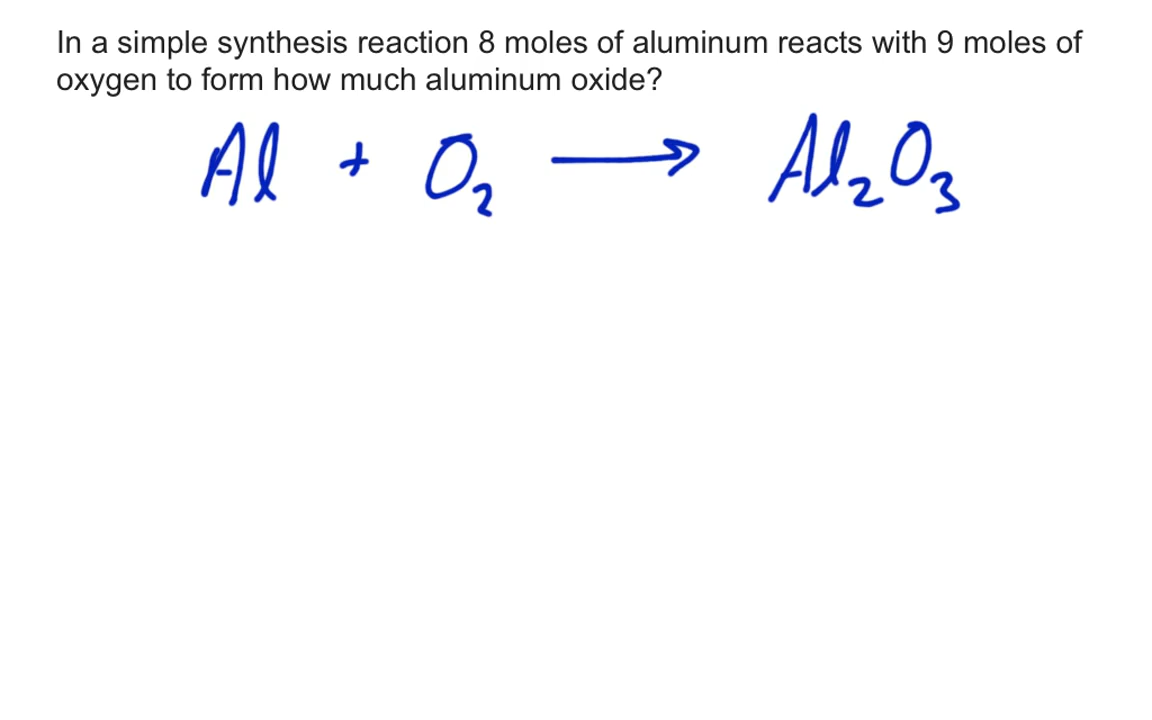 In a simple synthesis reaction 8 moles of aluminum reacts with 9 moles of
oxygen to form how much aluminum oxide?
Al + O₂ ⟶ Al₂O₃